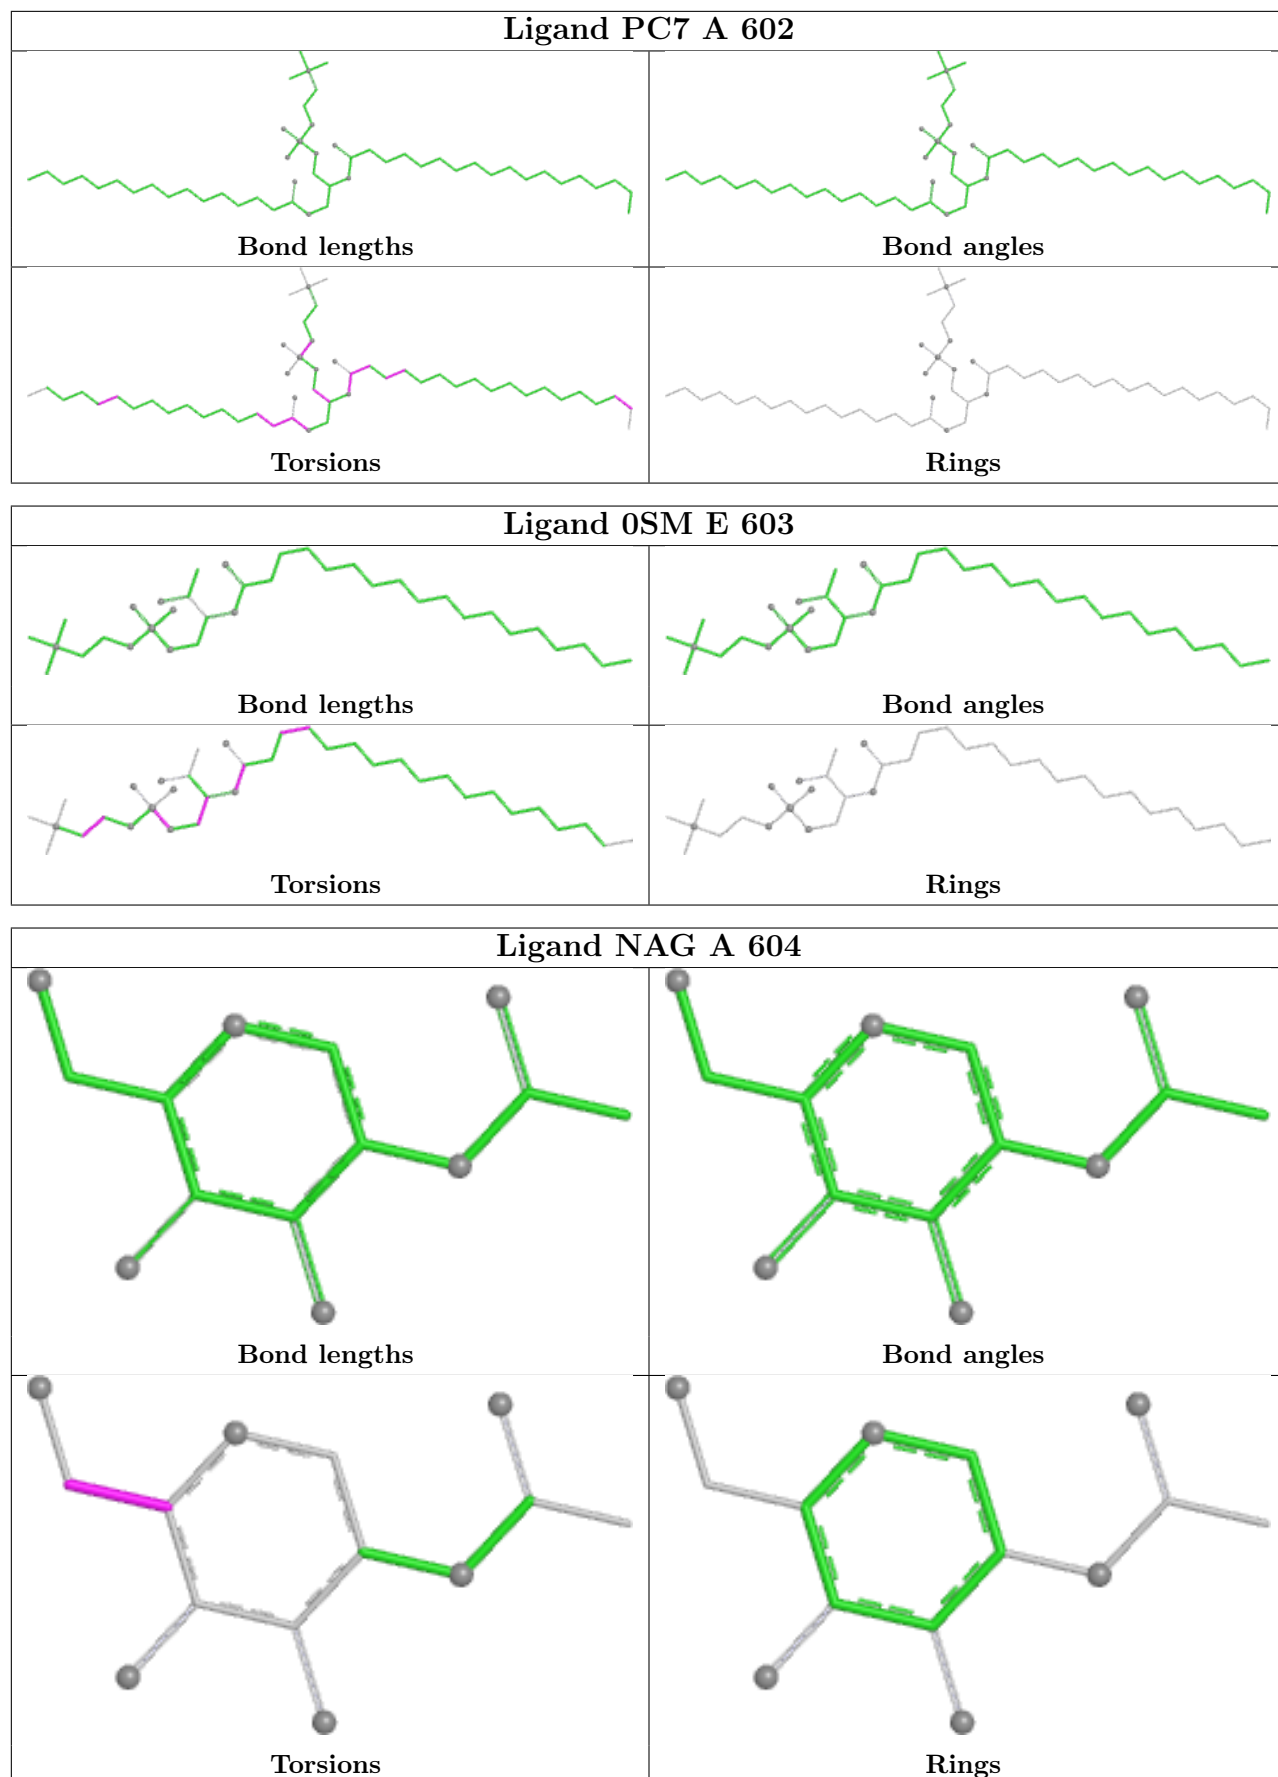 Ligand PC7 A 602
Bond lengths
Bond angles
Torsions
Rings
Ligand 0SM E 603
Bond lengths
Bond angles
Torsions
Rings
Ligand NAG A 604
Bond lengths
Bond angles
Torsions
Rings